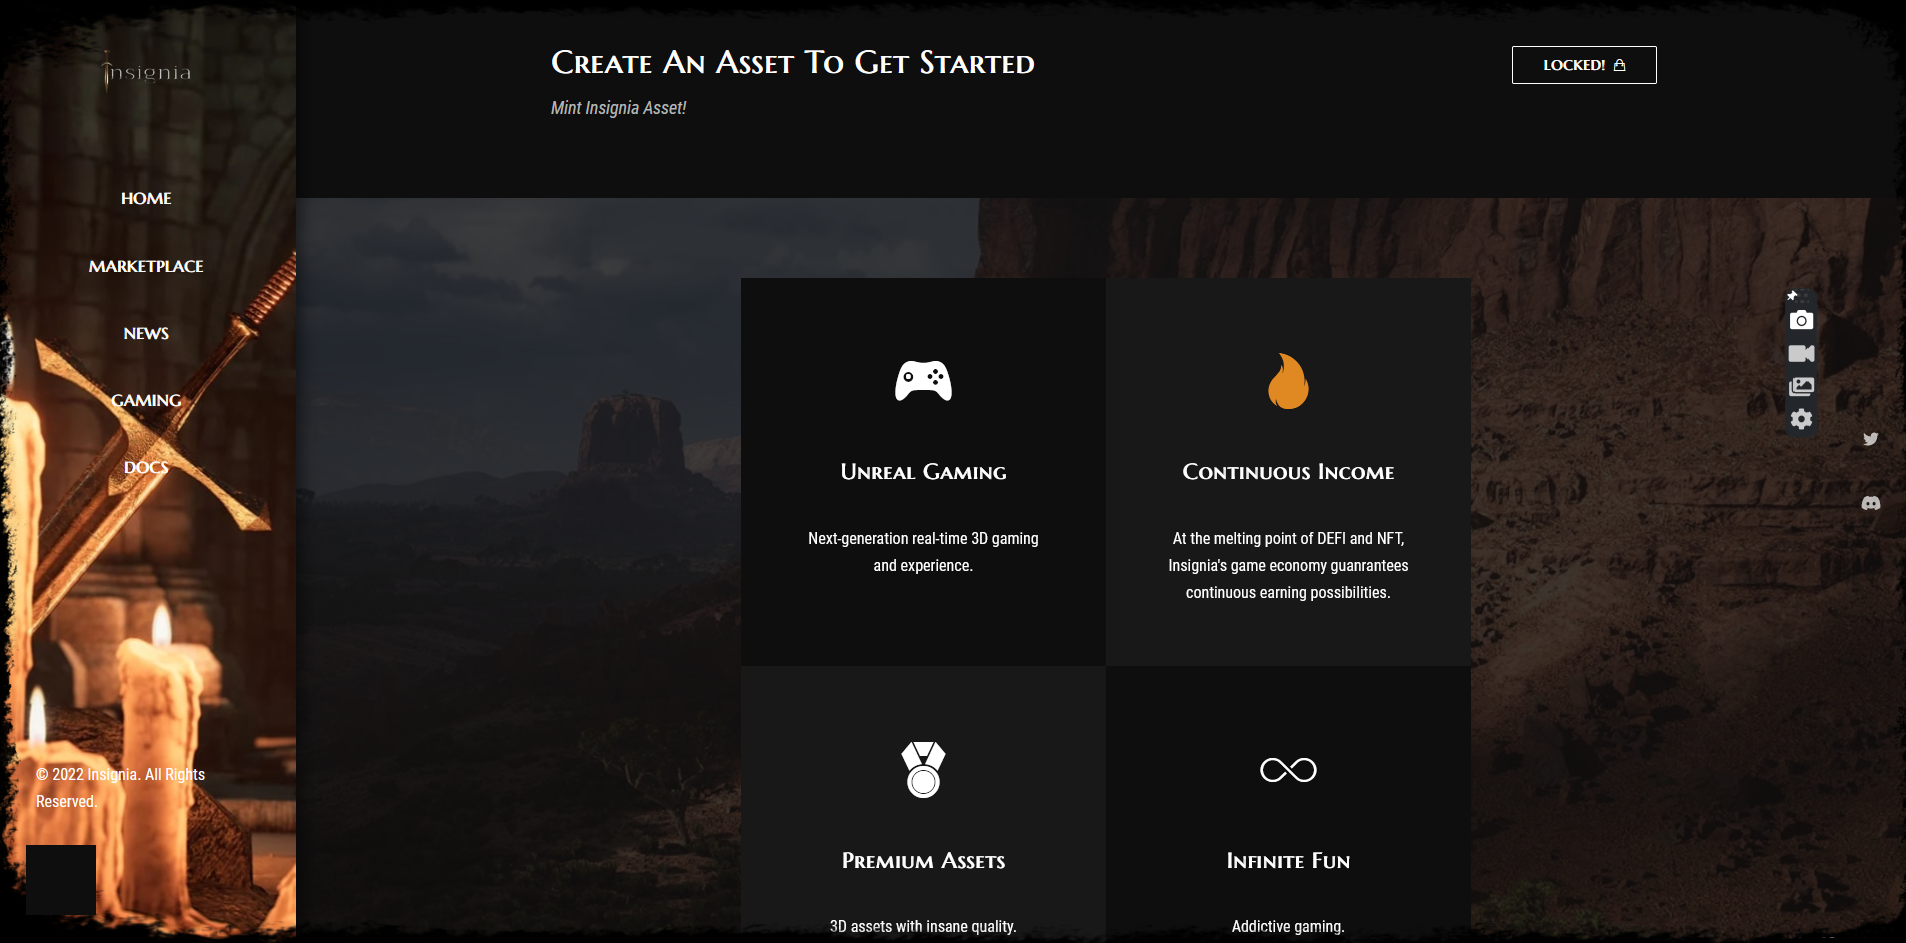 Insignia
HOME
MARKETPLACE
NEWS
GAMING
DOCS
© 2022 Insignia. All Rights
Reserved.
Create An Asset To Get Started
Mint Insignia Asset!
LOCKED!
Unreal Gaming
Next-generation real-time 3D gaming
and experience.
Continuous Income
At the melting point of DEFI and NFT,
Insignia's game economy guanrantees
continuous earning possibilities.
Premium Assets
3D assets with insane quality.
Infinite Fun
Addictive gaming.